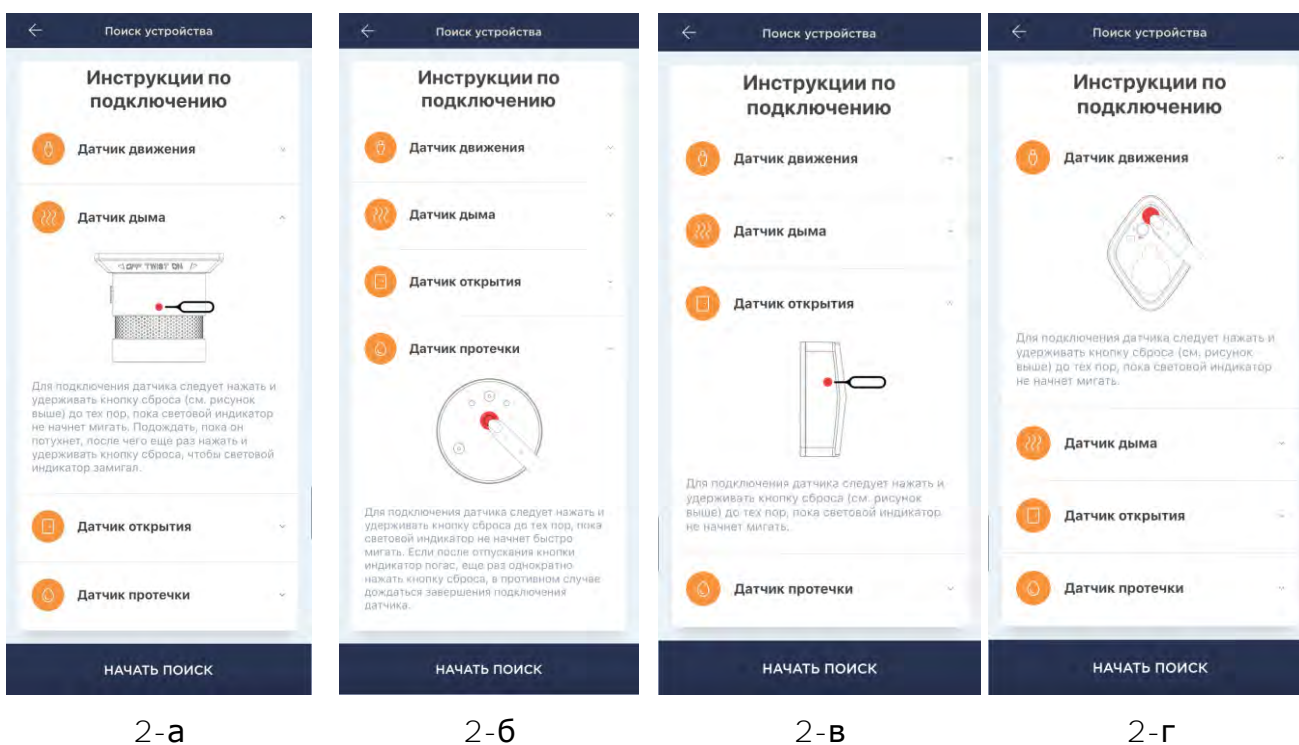 Поиск устройства
Инструкции по
подключению
Датчик движения
Датчик дыма
OFF TWIST ON
Для подключения датчика следует нажать и
удерживать кнопку сброса (см. рисунок
выше) до тех пор, пока световой индикатор
не начнет мигать. Подождать, пока он
потухнет, после чего еще раз нажать и
удерживать кнопку сброса, чтобы световой
индикатор замигал.
Датчик открытия
Датчик протечки
НАЧАТЬ ПОИСК
2-а
Поиск устройства
Инструкции по
подключению
Датчик движения
Датчик дыма
Датчик открытия
Датчик протечки
Для подключения датчика следует нажать и
удерживать кнопку сброса до тех пор, пока
световой индикатор не начнет быстро
мигать. Если после отпускания кнопки
индикатор погас, еще раз однократно
нажать кнопку сброса, в противном случае
дождаться завершения подключения
датчика.
НАЧАТЬ ПОИСК
2-б
Поиск устройства
Инструкции по
подключению
Датчик движения
Датчик дыма
Датчик открытия
Для подключения датчика следует нажать и
удерживать кнопку сброса (см. рисунок
выше) до тех пор, пока световой индикатор
не начнет мигать.
Датчик протечки
НАЧАТЬ ПОИСК
2-в
Поиск устройства
Инструкции по
подключению
Датчик движения
Для подключения датчика следует нажать и
удерживать кнопку сброса (см. рисунок
выше) до тех пор, пока световой индикатор
не начнет мигать.
Датчик дыма
Датчик открытия
Датчик протечки
НАЧАТЬ ПОИСК
2-г